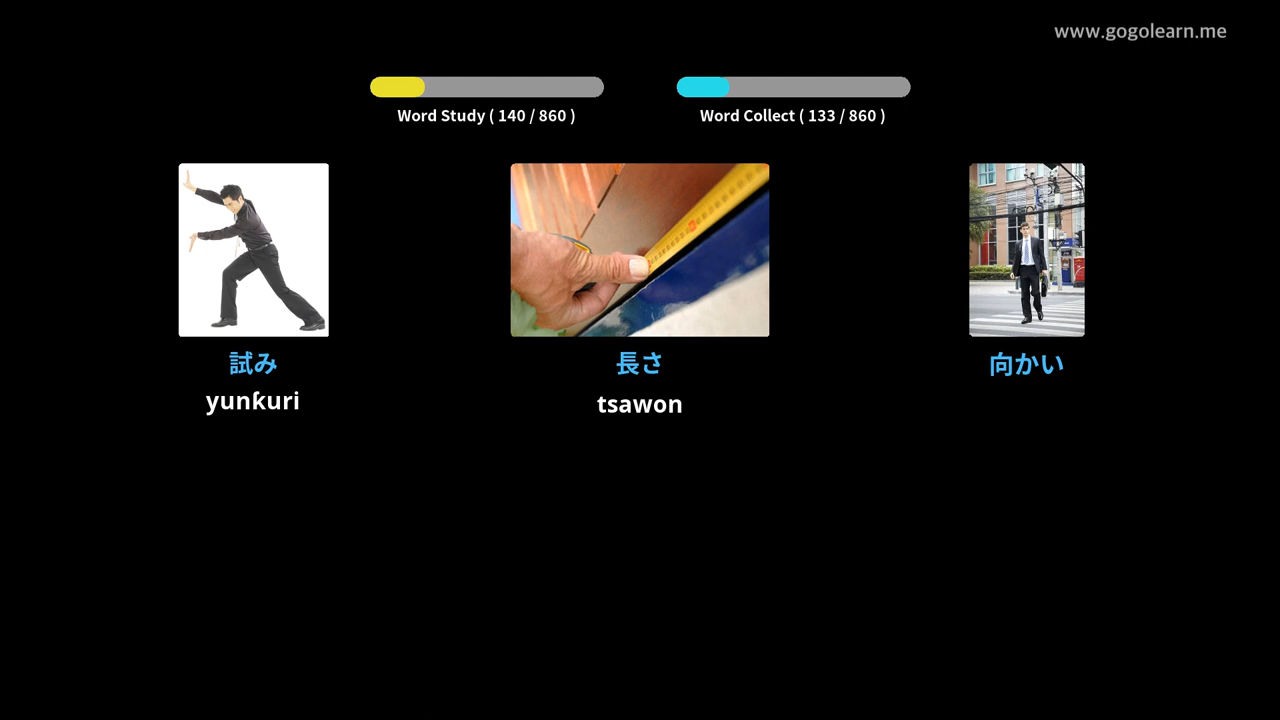 www.gogolearn.me
Word Study ( 140 / 860 )
Word Collect ( 133 / 860 )
試み
長さ
向かい
yunƙuri
tsawon